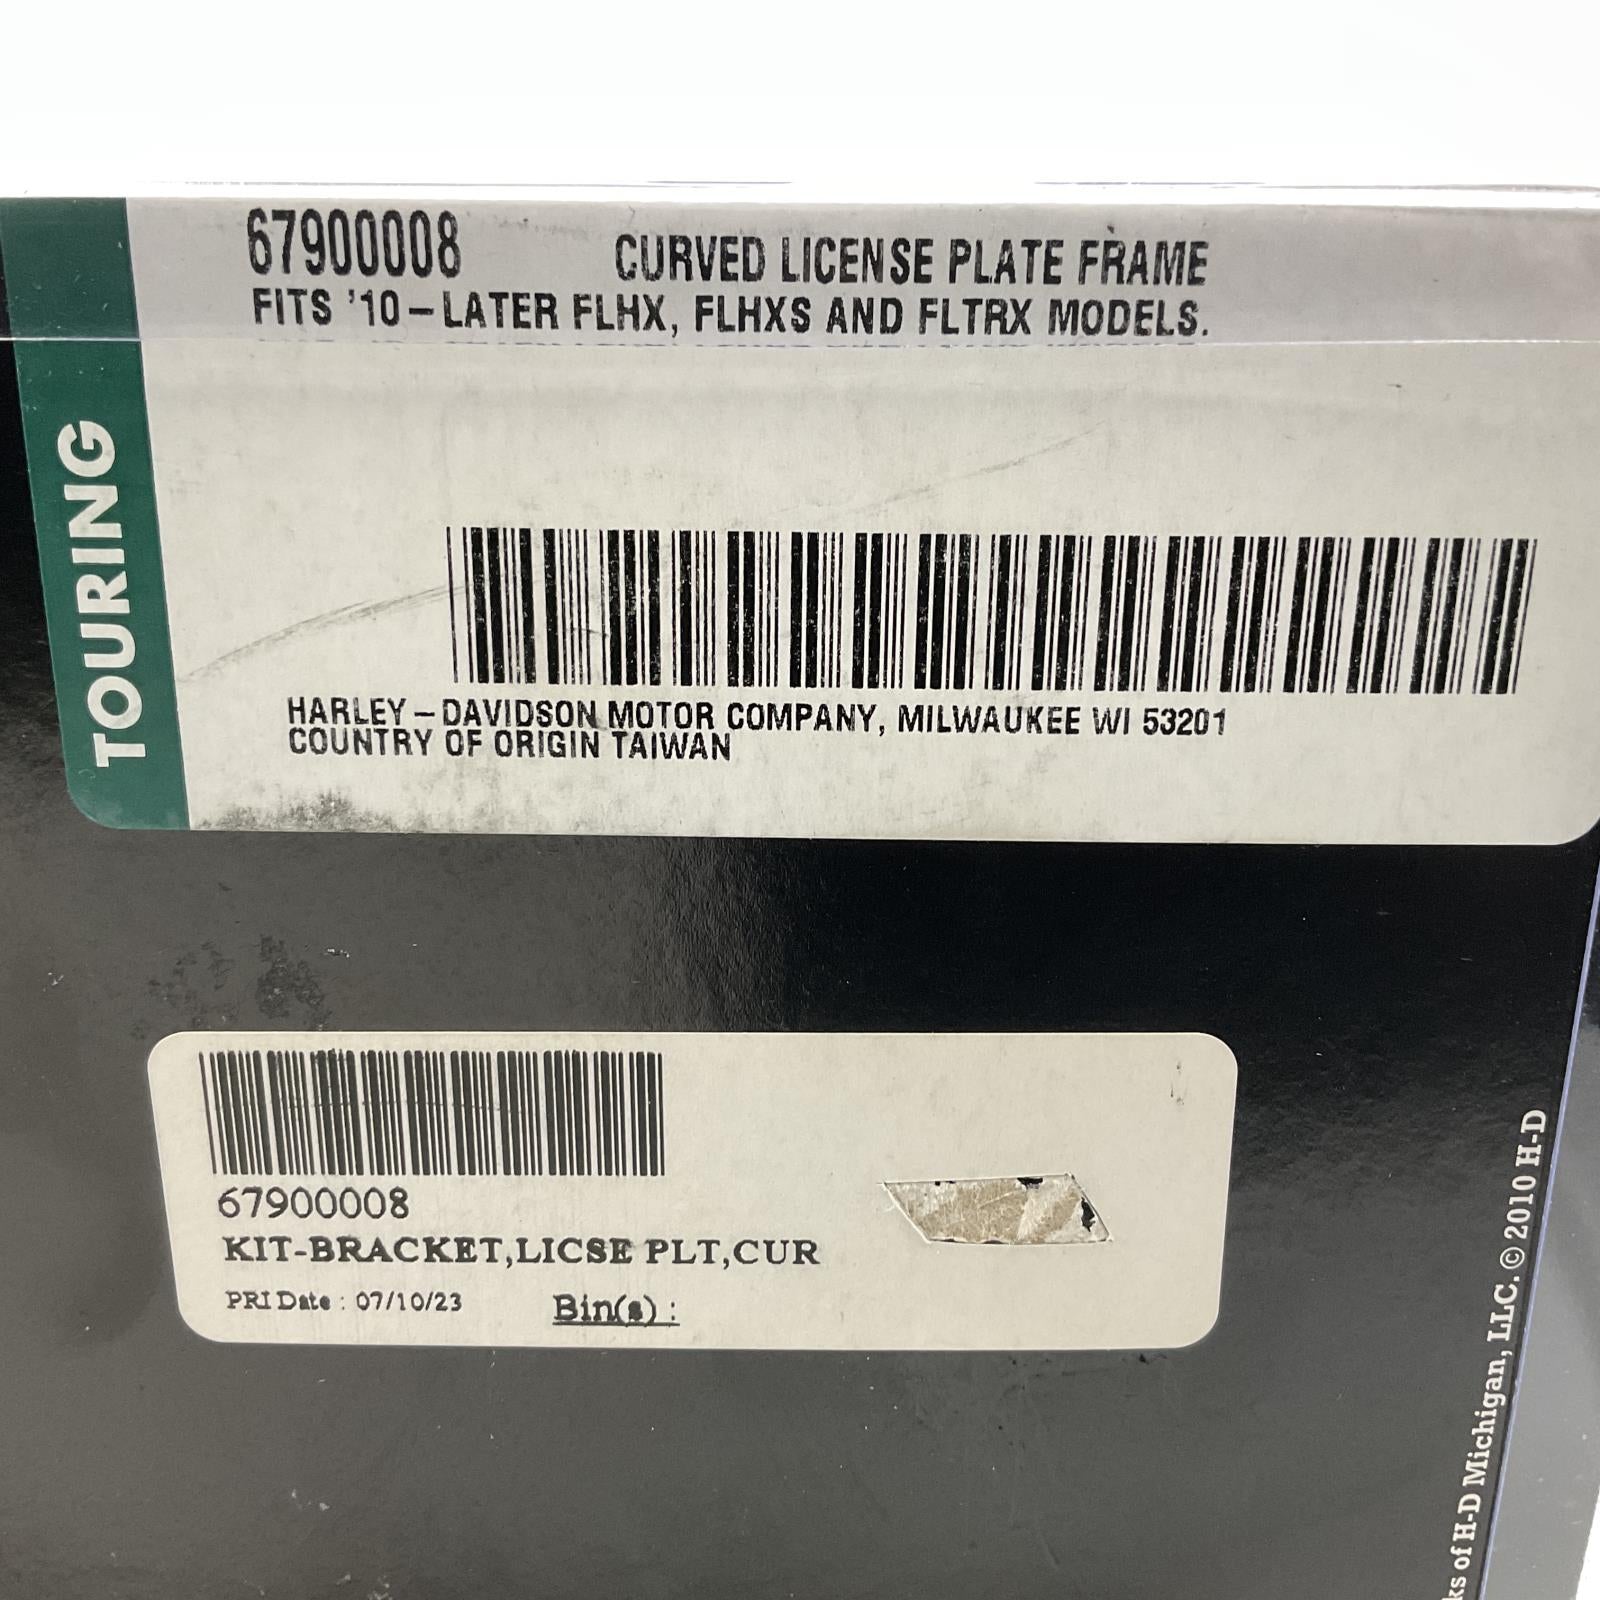 67900008 CURVED LICENSE PLATE FRAME
FITS '10–LATER FLHX, FLHXS AND FLTRX MODELS.
TOURING
HARLEY–DAVIDSON MOTOR COMPANY, MILWAUKEE WI 53201
COUNTRY OF ORIGIN TAIWAN
67900008
KIT-BRACKET,LICSE PLT,CUR
PRI Date : 07/10/23 Bin(s) :
ks of H-D Michigan, LLC. © 2010 H-D